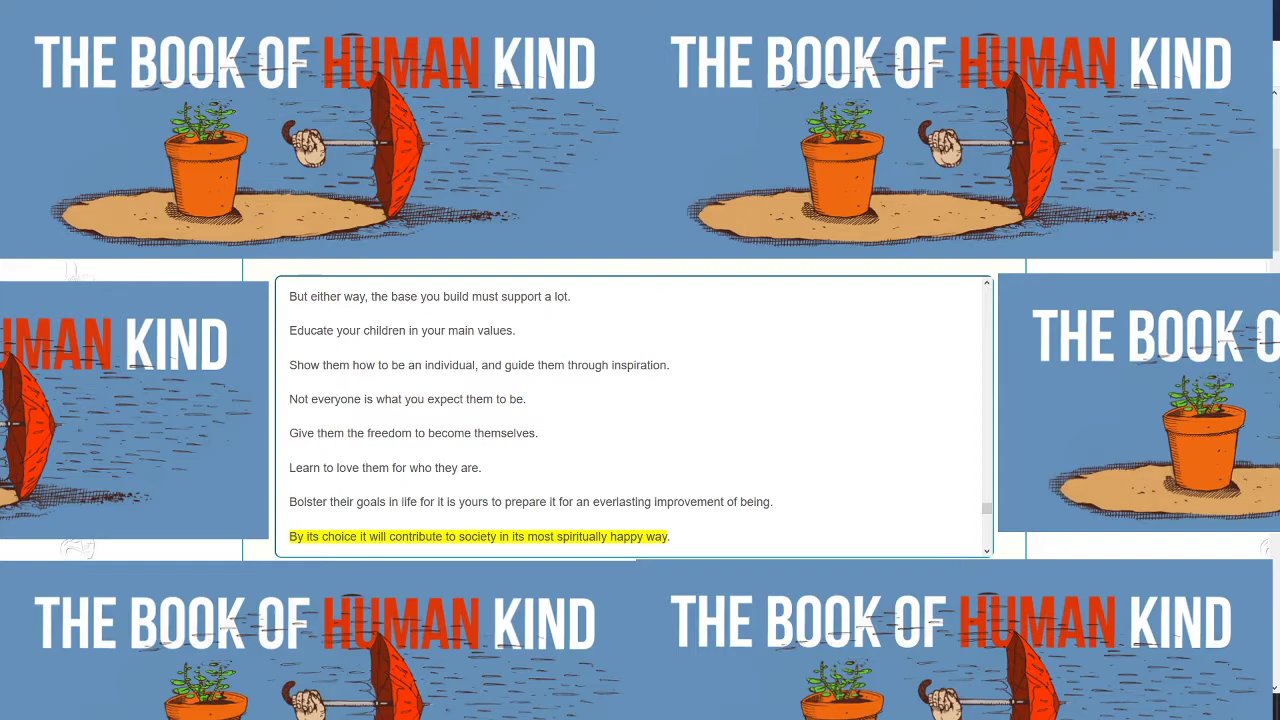 THE BOOK OF HUMAN KIND
THE BOOK OF HUMAN KIND
But either way, the base you build must support a lot.
Educate your children in your main values.
Show them how to be an individual, and guide them through inspiration.
Not everyone is what you expect them to be.
Give them the freedom to become themselves.
Learn to love them for who they are.
Bolster their goals in life for it is yours to prepare it for an everlasting improvement of being.
By its choice it will contribute to society in its most spiritually happy way.
UMAN KIND
THE BOOK O
THE BOOK OF HUMAN KIND
THE BOOK OF HUMAN KIND